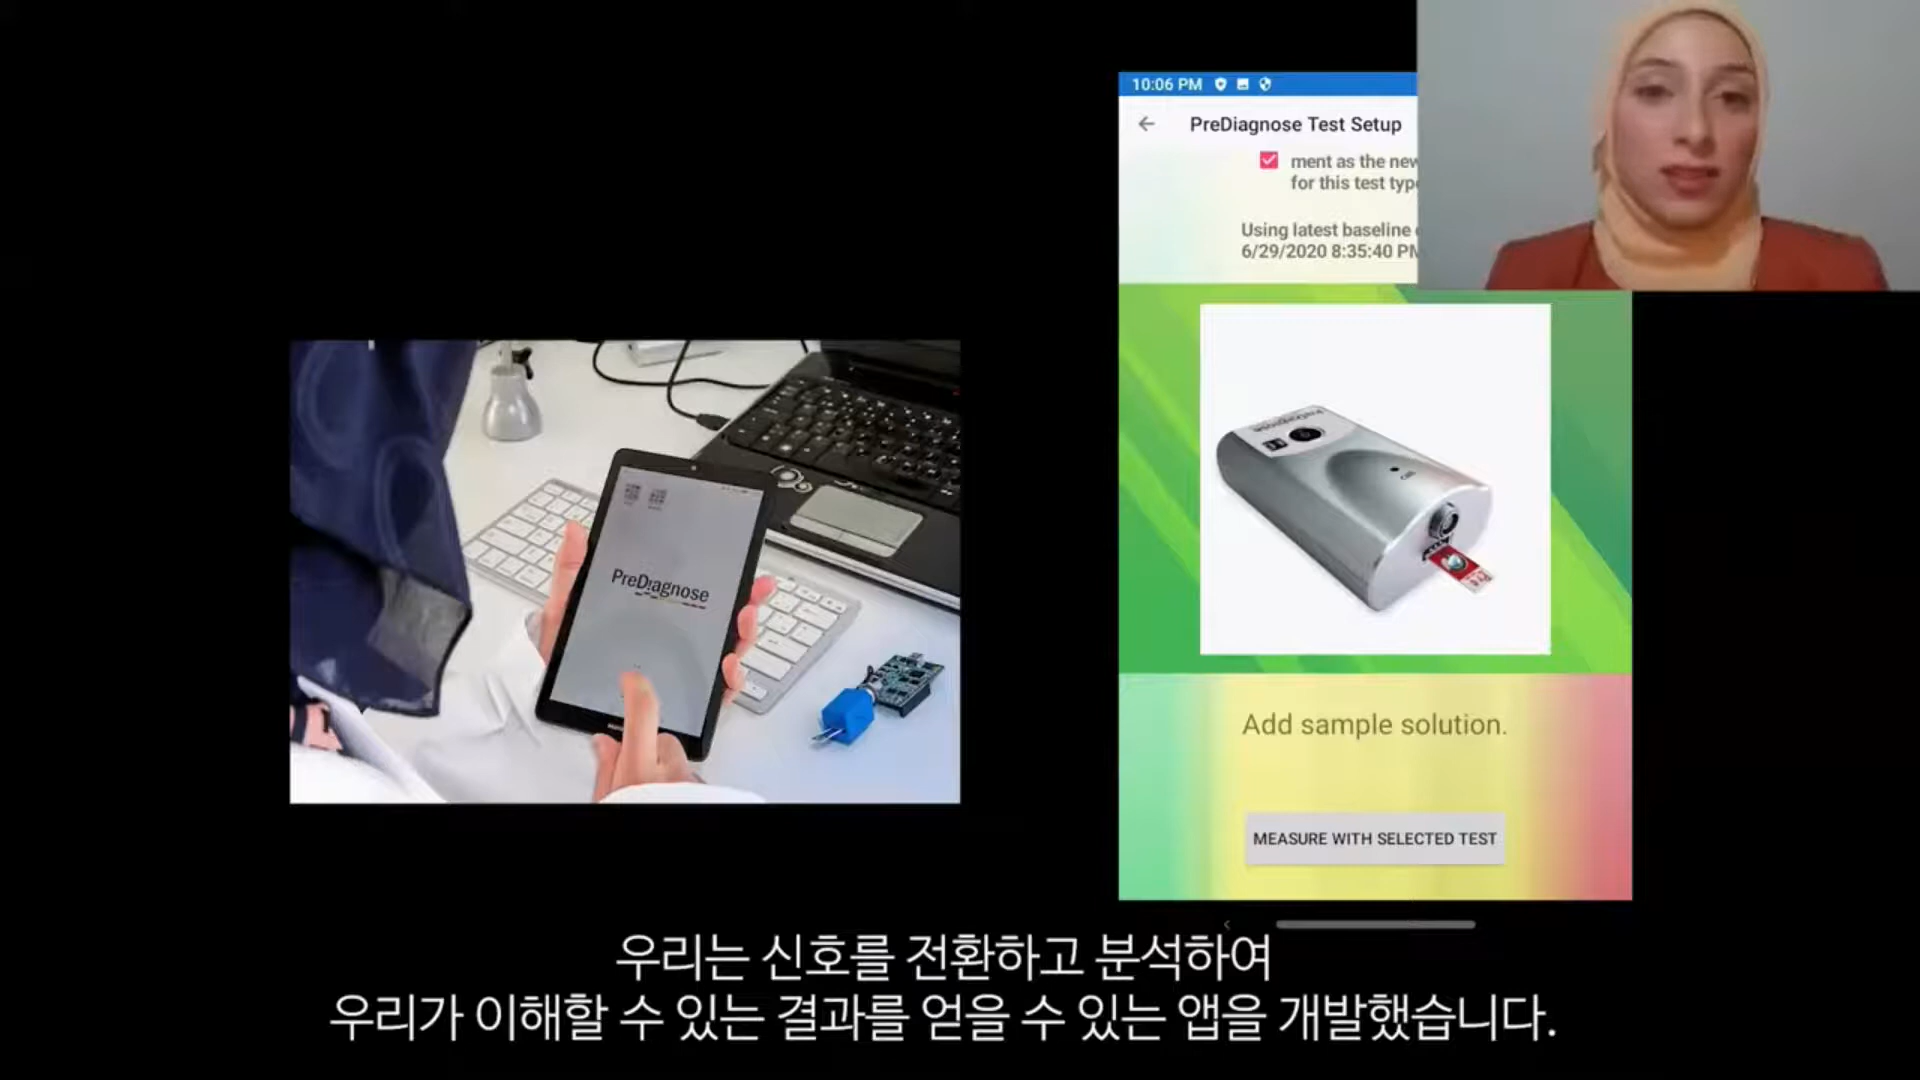 10:06 PM
PreDiagnose Test Setup
ment as the new
for this test type
Using latest baseline
6/29/2020 8:35:40 PM
PreDiagnose
PreDiagnose
Add sample solution.
MEASURE WITH SELECTED TEST
우리는 신호를 전환하고 분석하여
우리가 이해할 수 있는 결과를 얻을 수 있는 앱을 개발했습니다.